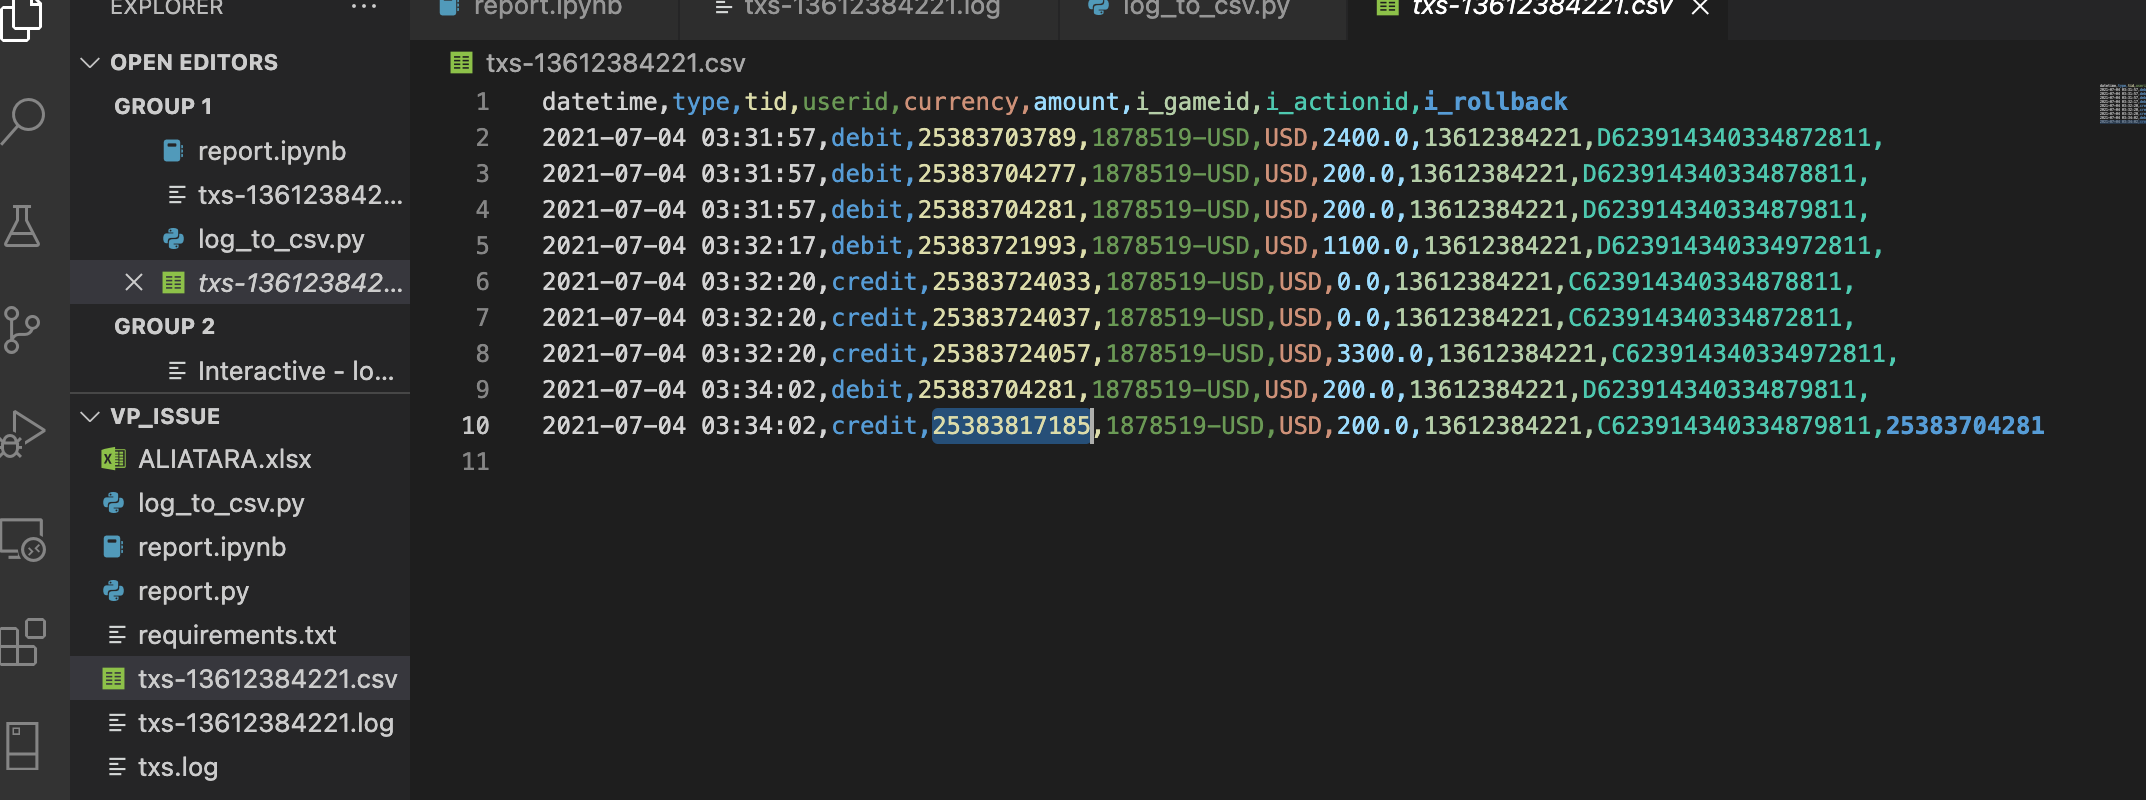 EXPLORER ...
report.ipynb txs-13612384221.log log_to_csv.py txs-13612384221.csv
OPEN EDITORS
GROUP 1
report.ipynb
txs-136123842...
log_to_csv.py
txs-136123842...
GROUP 2
Interactive - lo...
VP_ISSUE
ALIATARA.xlsx
log_to_csv.py
report.ipynb
report.py
requirements.txt
txs-13612384221.csv
txs-13612384221.log
txs.log
txs-13612384221.csv
1 datetime,type,tid,userid,currency,amount,i_gameid,i_actionid,i_rollback
2 2021-07-04 03:31:57,debit,25383703789,1878519-USD,USD,2400.0,13612384221,D623914340334872811,
3 2021-07-04 03:31:57,debit,25383704277,1878519-USD,USD,200.0,13612384221,D623914340334878811,
4 2021-07-04 03:31:57,debit,25383704281,1878519-USD,USD,200.0,13612384221,D623914340334879811,
5 2021-07-04 03:32:17,debit,25383721993,1878519-USD,USD,1100.0,13612384221,D623914340334972811,
6 2021-07-04 03:32:20,credit,25383724033,1878519-USD,USD,0.0,13612384221,C623914340334878811,
7 2021-07-04 03:32:20,credit,25383724037,1878519-USD,USD,0.0,13612384221,C623914340334872811,
8 2021-07-04 03:32:20,credit,25383724057,1878519-USD,USD,3300.0,13612384221,C623914340334972811,
9 2021-07-04 03:34:02,debit,25383704281,1878519-USD,USD,200.0,13612384221,D623914340334879811,
10 2021-07-04 03:34:02,credit,25383817185,1878519-USD,USD,200.0,13612384221,C623914340334879811,25383704281
11